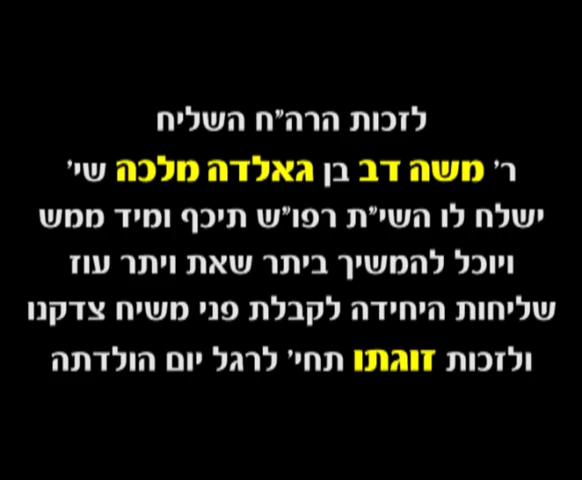 לזכות הרה"ח השליח
ר' משה דב בן גאלדה מלכה שי'
ישלח לו השי"ת רפו"ש תיכף ומיד ממש
ויוכל להמשיך ביתר שאת ויתר עוז
שליחות היחידה לקבלת פני משיח צדקנו
ולזכות זוגתו תחי' לרגל יום הולדתה